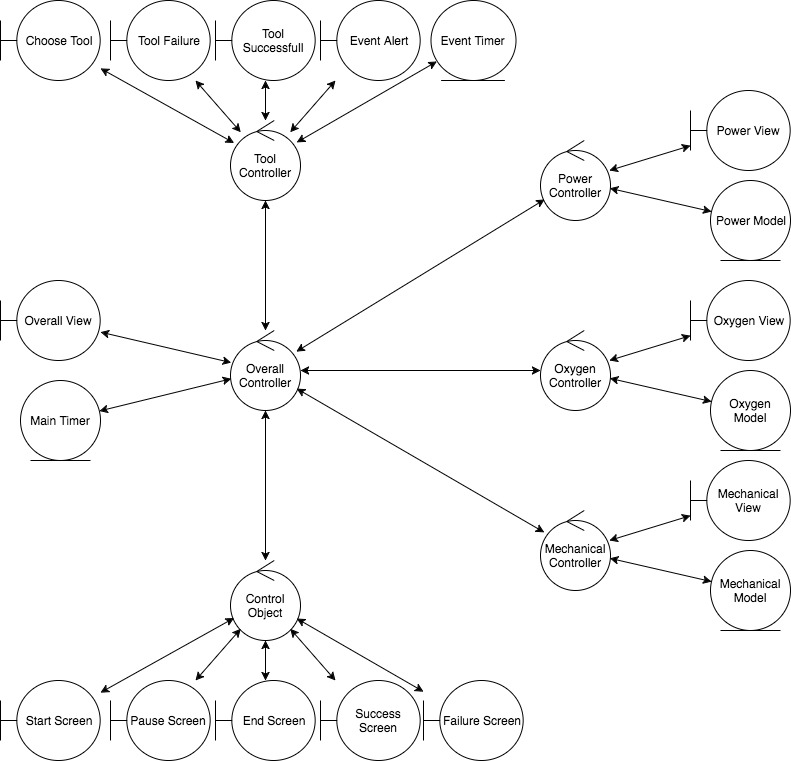 Choose Tool
Tool Failure
Tool
Successfull
Event Alert
Event Timer
Tool
Controller
Power View
Power
Controller
Power Model
Overall View
Oxygen View
Overall
Controller
Oxygen
Controller
Main Timer
Oxygen
Model
Mechanical
View
Mechanical
Controller
Mechanical
Model
Control
Object
Start Screen
Pause Screen
End Screen
Success
Screen
Failure Screen